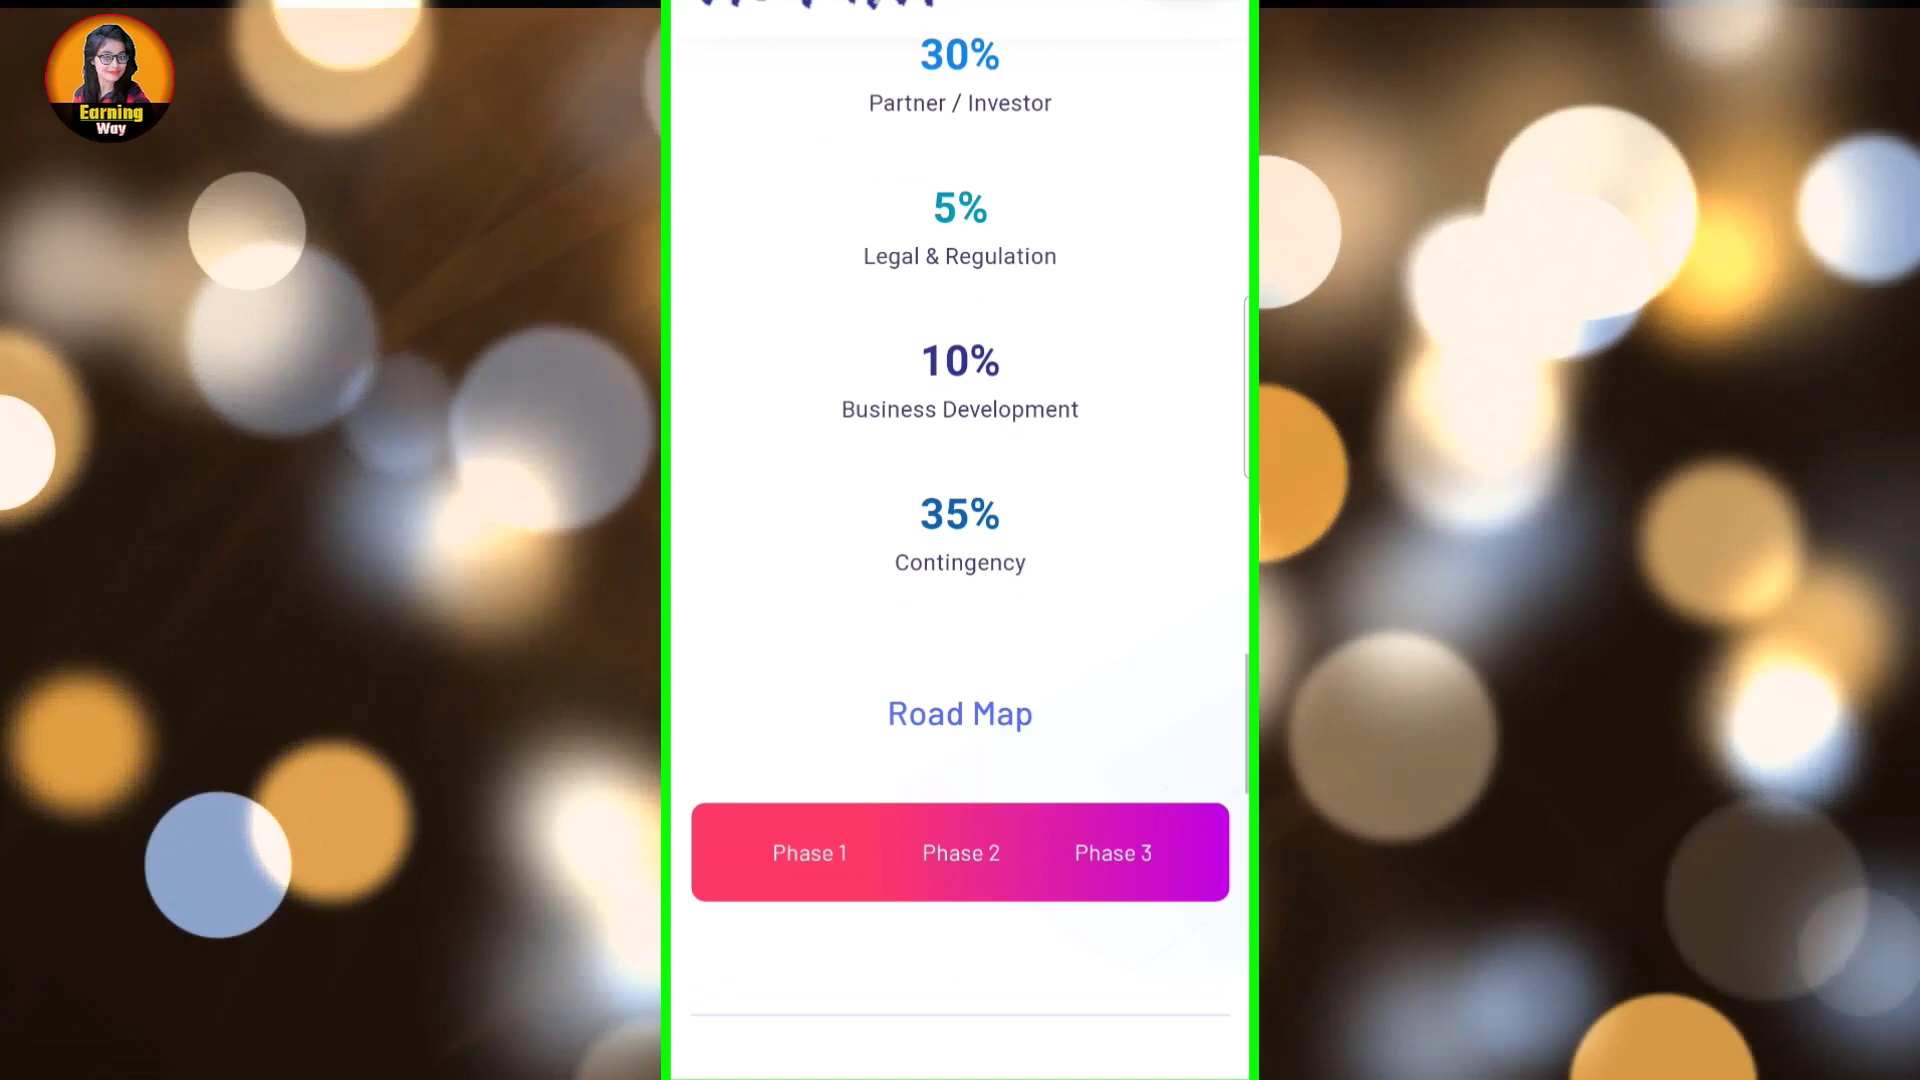 Earning
Way
30%
Partner / Investor
5%
Legal & Regulation
10%
Business Development
35%
Contingency
Road Map
Phase 1 Phase 2 Phase 3